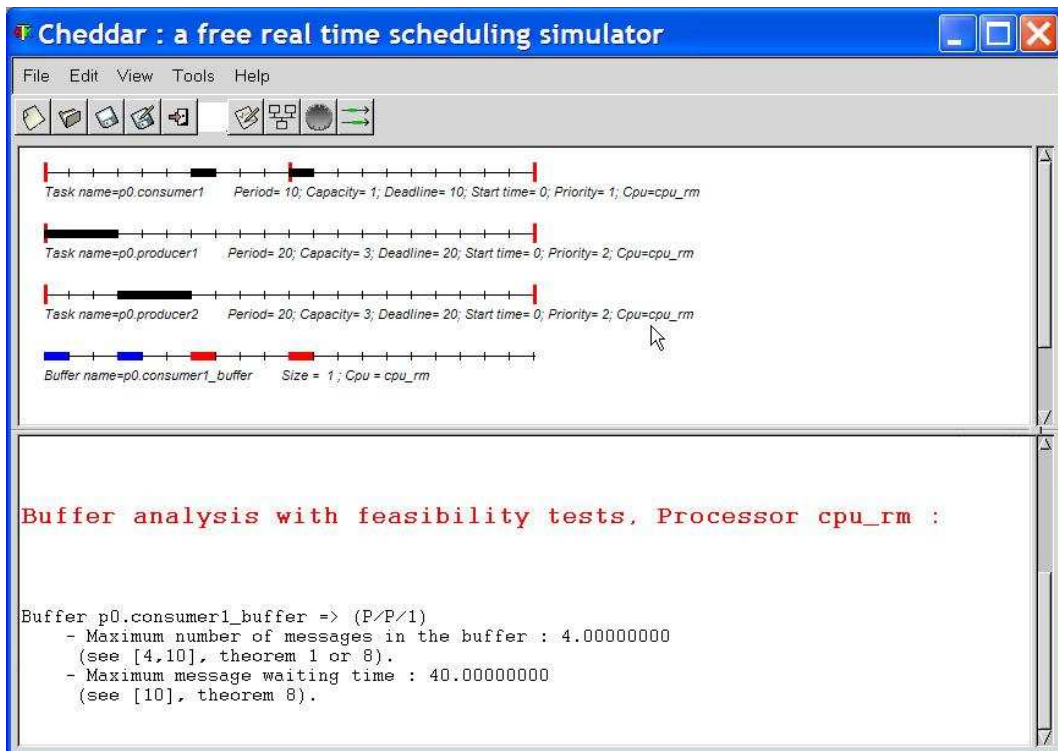 Cheddar : a free real time scheduling simulator
File Edit View Tools Help
Task name=p0.consumer1 Period= 10; Capacity= 1; Deadline= 10; Start time= 0; Priority= 1; Cpu=cpu_rm
Task name=p0.producer1 Period= 20; Capacity= 3; Deadline= 20; Start time= 0; Priority= 2; Cpu=cpu_rm
Task name=p0.producer2 Period= 20; Capacity= 3; Deadline= 20; Start time= 0; Priority= 2; Cpu=cpu_rm
Buffer name=p0.consumer1_buffer Size = 1 ; Cpu = cpu_rm
Buffer analysis with feasibility tests, Processor cpu_rm :
Buffer p0.consumer1_buffer => (P/P/1)
- Maximum number of messages in the buffer : 4.00000000
(see [4,10], theorem 1 or 8).
- Maximum message waiting time : 40.00000000
(see [10], theorem 8).